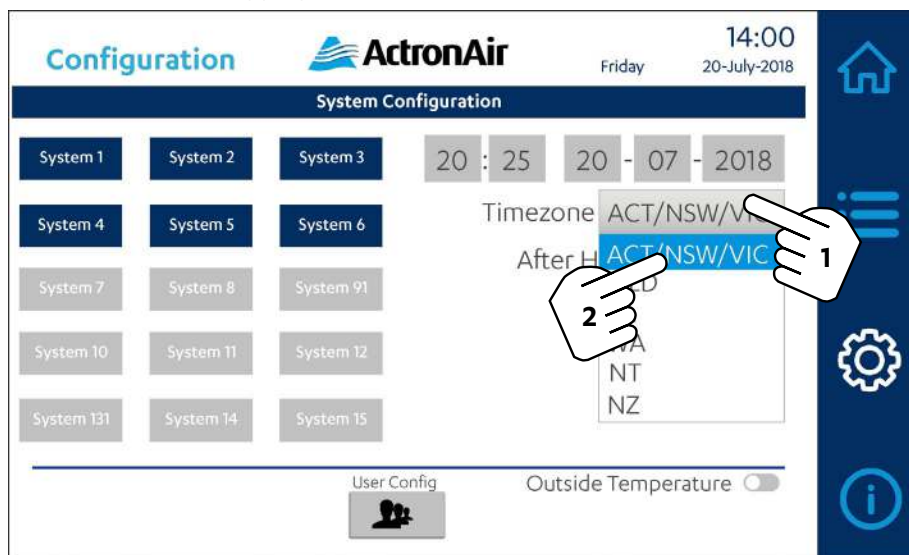 Configuration
ActronAir
14:00
Friday 20-July-2018
System Configuration
System 1 System 2 System 3 20 : 25 20 - 07 - 2018
Timezone ACT/NSW/
System 4 System 5 System 6
After ACT/NSW/VIC
1
System 7 System 8 System 91
2
System 10 System 11 System 12
NT
NZ
System 131 System 14 System 15
User Config Outside Temperature
i